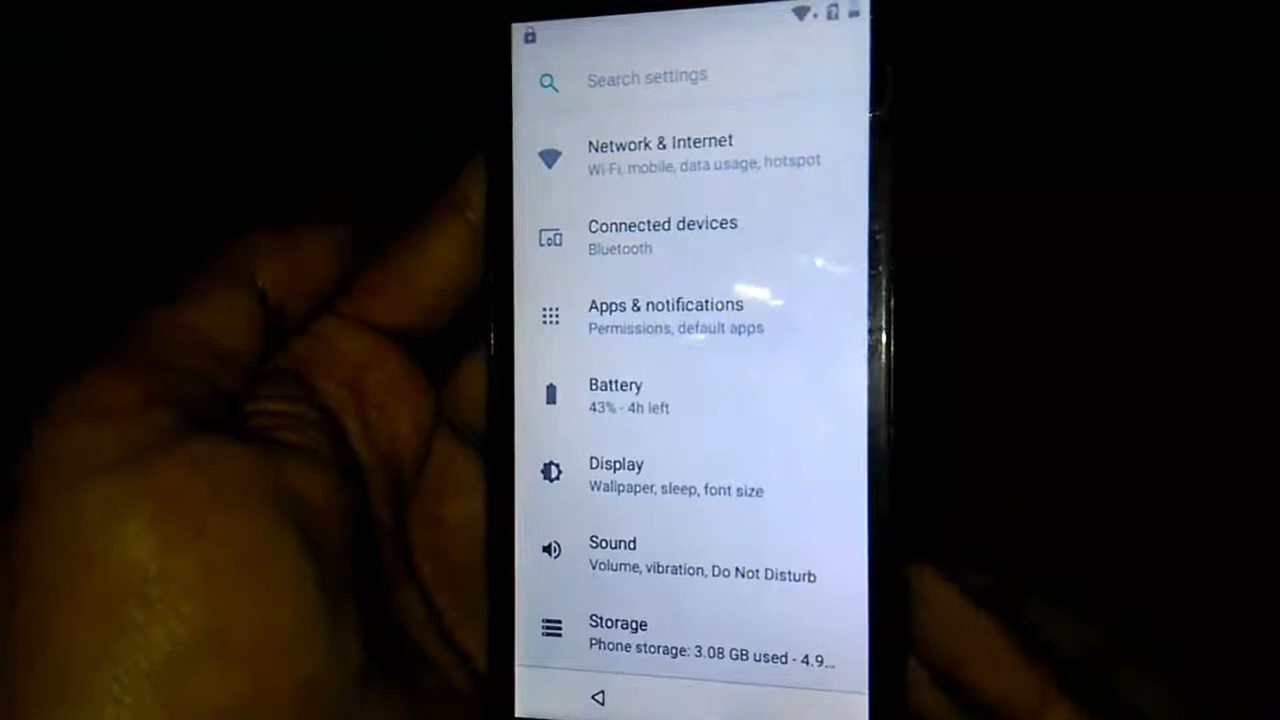 Search settings
Network & Internet
Wi-Fi, mobile, data usage, hotspot
Connected devices
Bluetooth
Apps & notifications
Permissions, default apps
Battery
43% - 4h left
Display
Wallpaper, sleep, font size
Sound
Volume, vibration, Do Not Disturb
Storage
Phone storage: 3.08 GB used - 4.9...